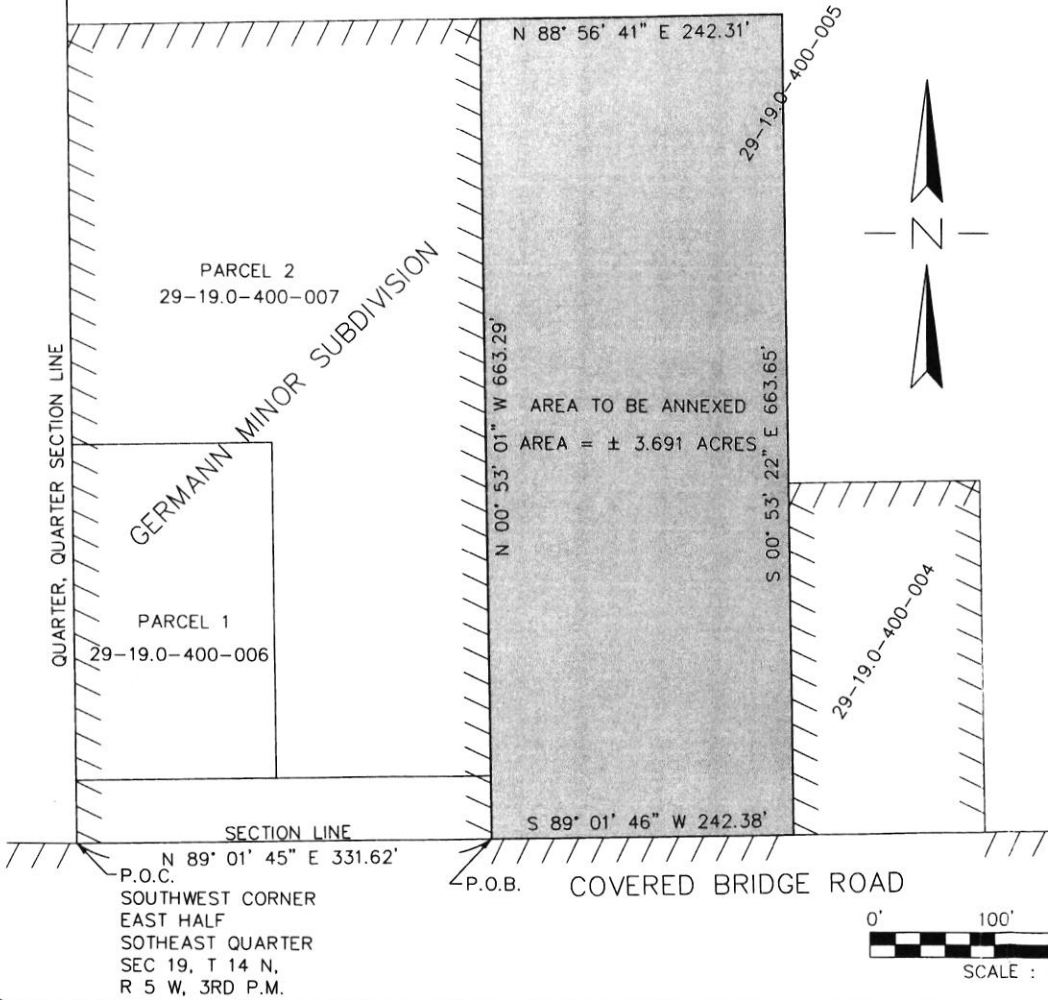 N 88° 56' 41" E 242.31'
29-19.0-400-005
N
PARCEL 2
29-19.0-400-007
GERMANN MINOR SUBDIVISION
QUARTER, QUARTER SECTION LINE
N 00° 53' 01" W 663.29'
AREA TO BE ANNEXED
AREA = ± 3.691 ACRES
S 00° 53' 22" E 663.65'
PARCEL 1
29-19.0-400-006
29-19.0-400-004
S 89° 01' 46" W 242.38'
SECTION LINE
N 89° 01' 45" E 331.62'
P.O.C.
SOUTHWEST CORNER
EAST HALF
SOTHEAST QUARTER
SEC 19, T 14 N,
R 5 W, 3RD P.M.
P.O.B.
COVERED BRIDGE ROAD
0' 100'
SCALE :